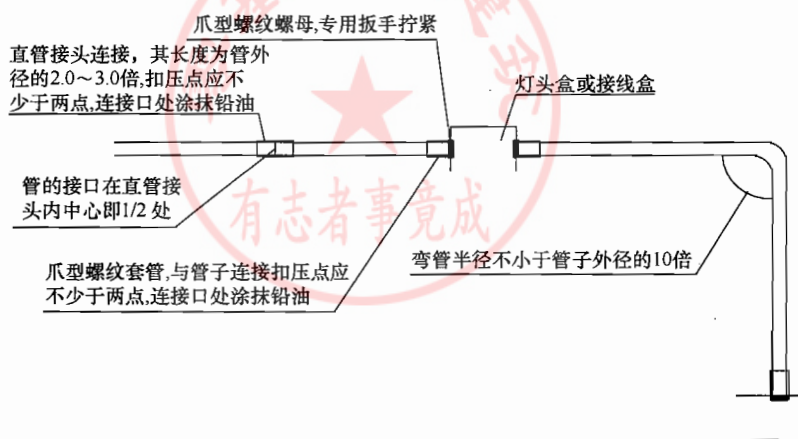 爪型螺纹螺母,专用扳手拧紧
直管接头连接，其长度为管外
径的2.0～3.0倍,扣压点应不
少于两点,连接口处涂抹铅油
灯头盒或接线盒
管的接口在直管接
头内中心即1/2 处
有志者事竟成
爪型螺纹套管,与管子连接扣压点应
不少于两点,连接口处涂抹铅油
弯管半径不小于管子外径的10倍